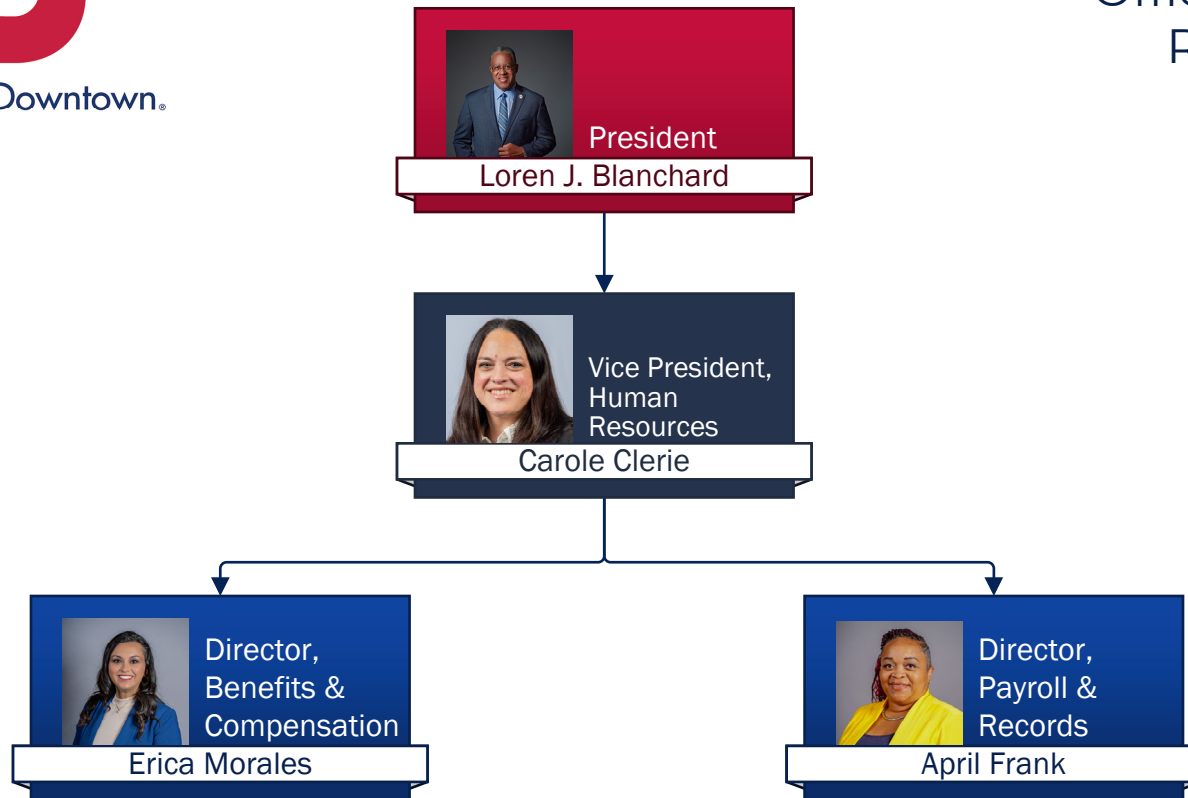 Downtown®
President
Loren J. Blanchard
Vice President,
Human
Resources
Carole Clerie
Director,
Benefits &
Compensation
Erica Morales
Director,
Payroll &
Records
April Frank